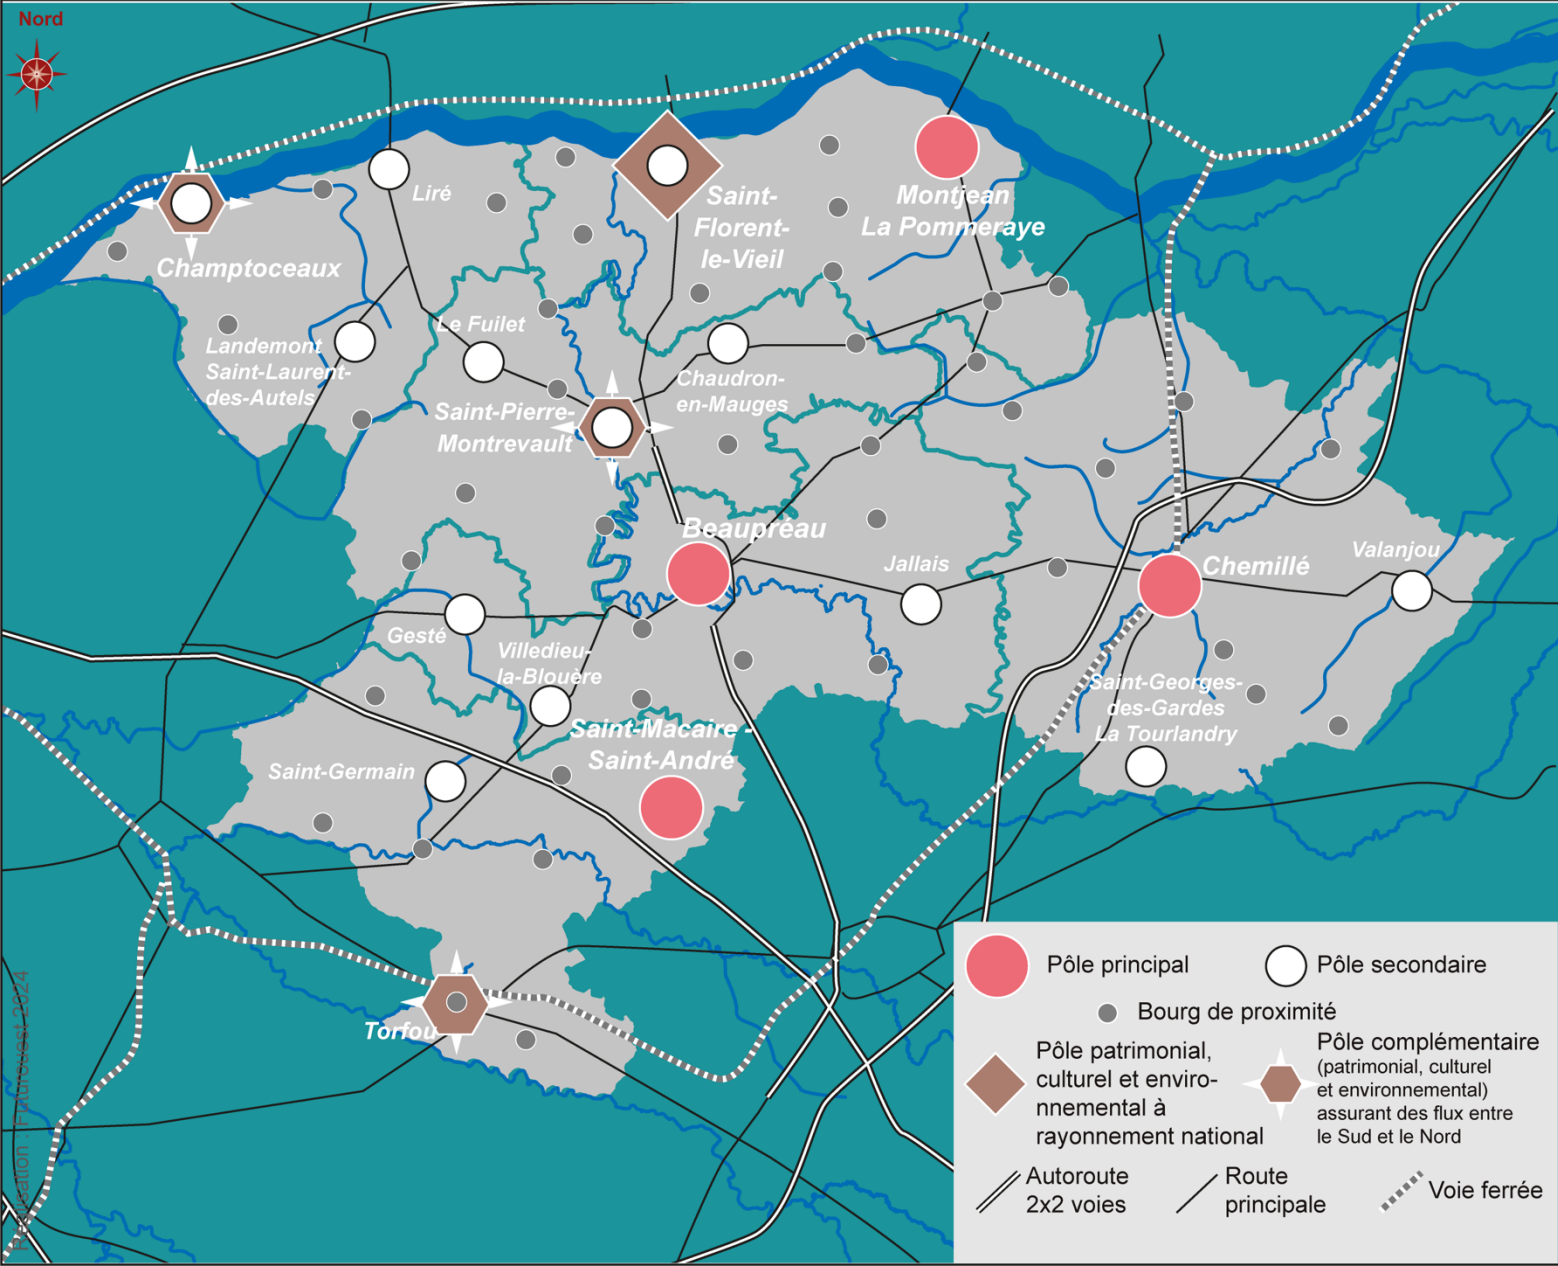 Nord
Liré
Saint-
Florent-
le-Vieil
Montjean
La Pommeraye
Champtoceaux
Le Fuilet
Landemont
Saint-Laurent-
des-Autels
Chaudron-
en-Mauges
Saint-Pierre-
Montrevault
Beaupréau
Jallais
Chemillé
Valanjou
Gesté
Villedieu-
la-Blouère
Saint-Georges-
des-Gardes
La Tourlandry
Saint-Macaire -
Saint-André
Saint-Germain
Torfou
Réalisation : Futurouest 2024
Pôle principal
Pôle secondaire
Bourg de proximité
Pôle patrimonial,
culturel et enviro-
nnemental à
rayonnement national
Pôle complémentaire
(patrimonial, culturel
et environnemental)
assurant des flux entre
le Sud et le Nord
Autoroute
2x2 voies
Route
principale
Voie ferrée